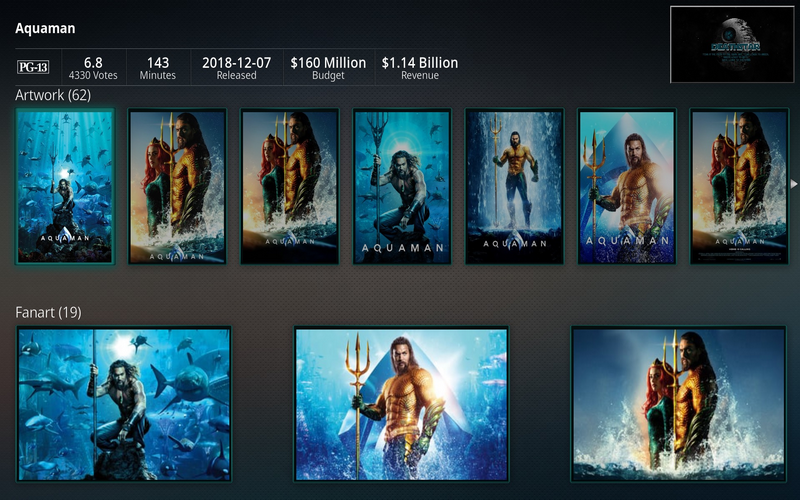 Aquaman
PG-13
6.8
4330 Votes
143
Minutes
2018-12-07
Released
$160 Million
Budget
$1.14 Billion
Revenue
DEATHSTAR
Artwork (62)
AQUAMAN
AQUAMAN
AQUAMAN
AQUAMAN
AQUAMAN
AQUAMAN
AQUAMAN
Fanart (19)